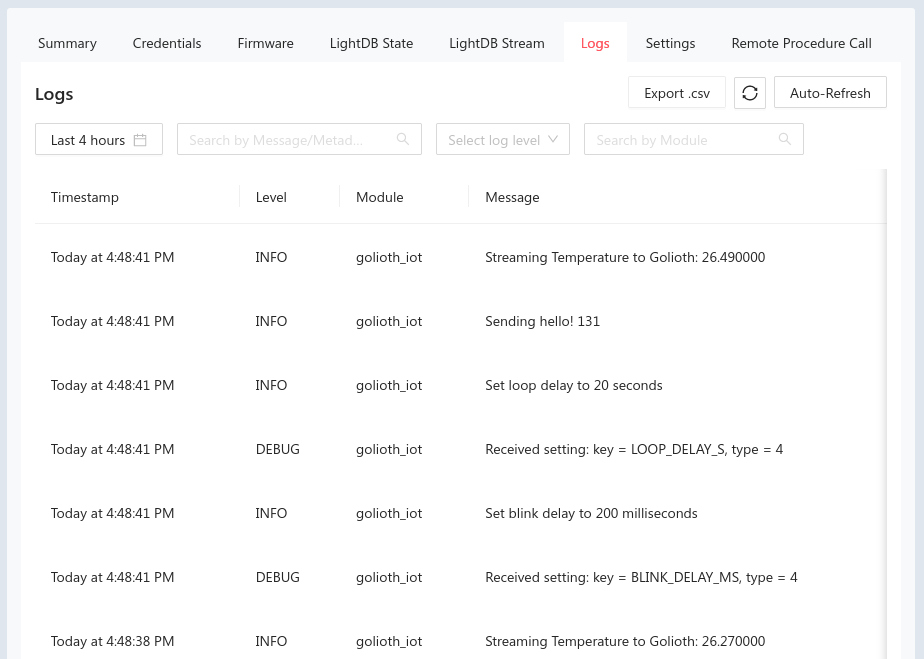 Summary Credentials Firmware LightDB State LightDB Stream Logs Settings Remote Procedure Call
Logs Export .csv Auto-Refresh
Last 4 hours Search by Message/Metad... Select log level Search by Module
Timestamp Level Module Message
Today at 4:48:41 PM INFO golioth_iot Streaming Temperature to Golioth: 26.490000
Today at 4:48:41 PM INFO golioth_iot Sending hello! 131
Today at 4:48:41 PM INFO golioth_iot Set loop delay to 20 seconds
Today at 4:48:41 PM DEBUG golioth_iot Received setting: key = LOOP_DELAY_S, type = 4
Today at 4:48:41 PM INFO golioth_iot Set blink delay to 200 milliseconds
Today at 4:48:41 PM DEBUG golioth_iot Received setting: key = BLINK_DELAY_MS, type = 4
Today at 4:48:38 PM INFO golioth_iot Streaming Temperature to Golioth: 26.270000